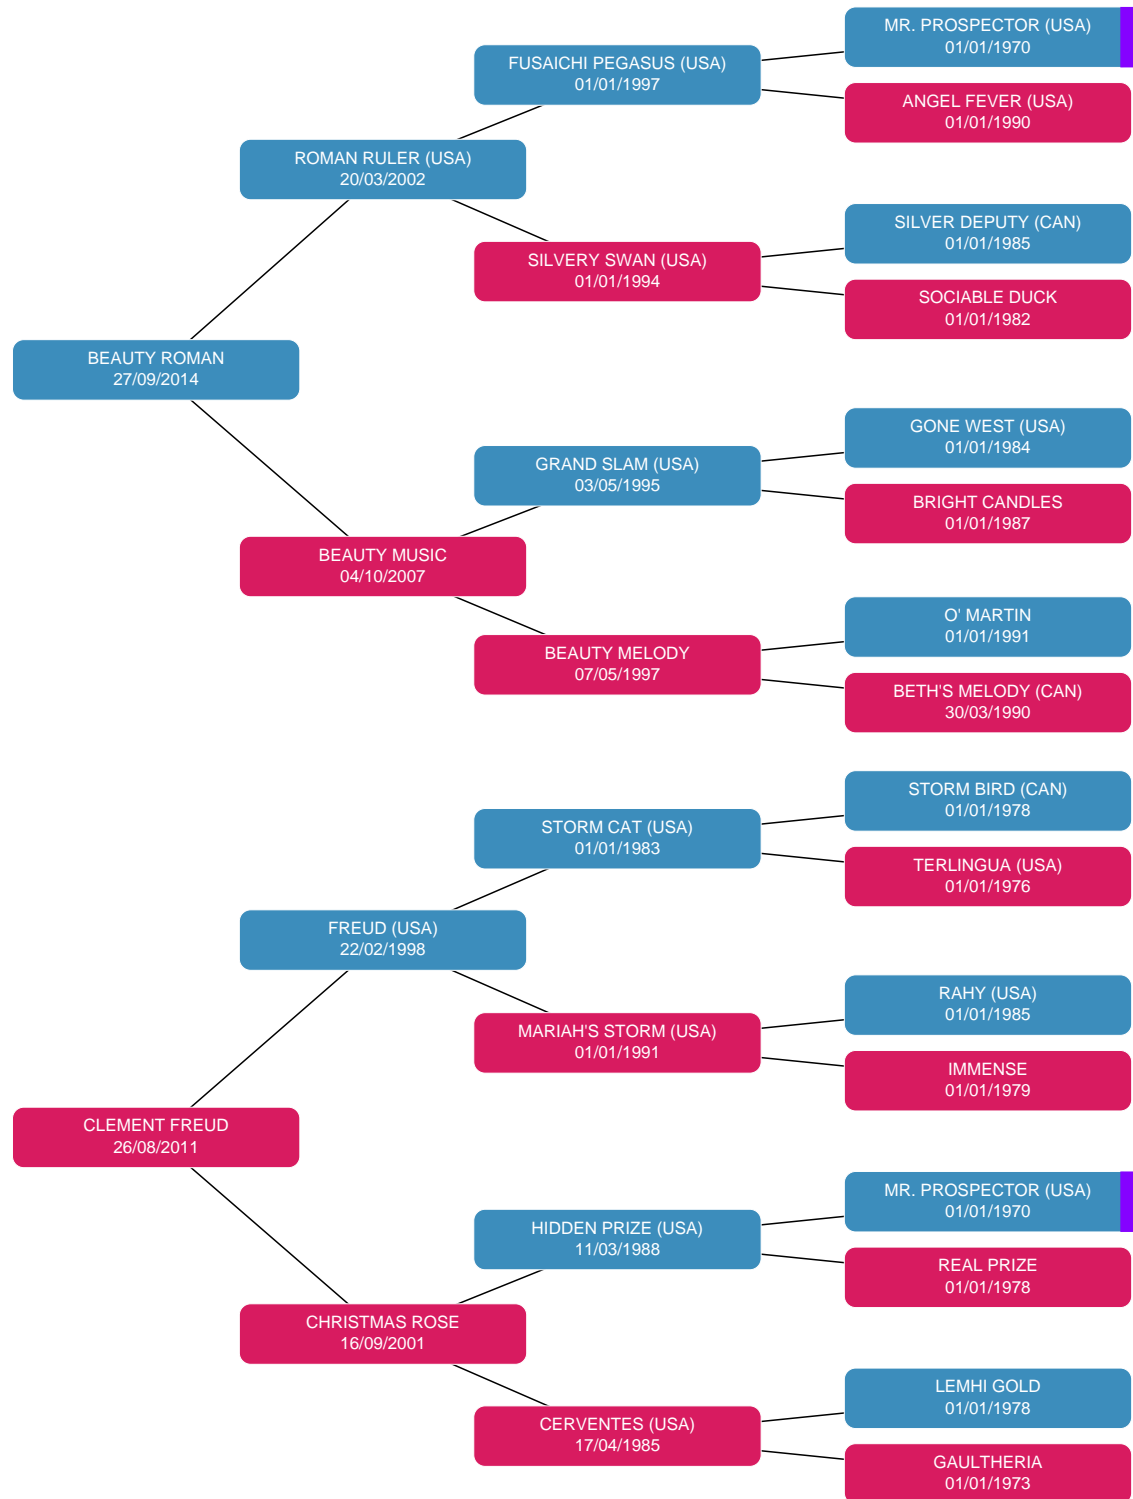 MR. PROSPECTOR (USA)
01/01/1970
FUSAICHI PEGASUS (USA)
01/01/1997
ANGEL FEVER (USA)
01/01/1990
ROMAN RULER (USA)
20/03/2002
SILVER DEPUTY (CAN)
01/01/1985
SILVERY SWAN (USA)
01/01/1994
SOCIABLE DUCK
01/01/1982
BEAUTY ROMAN
27/09/2014
GONE WEST (USA)
01/01/1984
GRAND SLAM (USA)
03/05/1995
BRIGHT CANDLES
01/01/1987
BEAUTY MUSIC
04/10/2007
O' MARTIN
01/01/1991
BEAUTY MELODY
07/05/1997
BETH'S MELODY (CAN)
30/03/1990
STORM BIRD (CAN)
01/01/1978
STORM CAT (USA)
01/01/1983
TERLINGUA (USA)
01/01/1976
FREUD (USA)
22/02/1998
RAHY (USA)
01/01/1985
MARIAH'S STORM (USA)
01/01/1991
IMMENSE
01/01/1979
CLEMENT FREUD
26/08/2011
MR. PROSPECTOR (USA)
01/01/1970
HIDDEN PRIZE (USA)
11/03/1988
REAL PRIZE
01/01/1978
CHRISTMAS ROSE
16/09/2001
LEMHI GOLD
01/01/1978
CERVENTES (USA)
17/04/1985
GAULTHERIA
01/01/1973